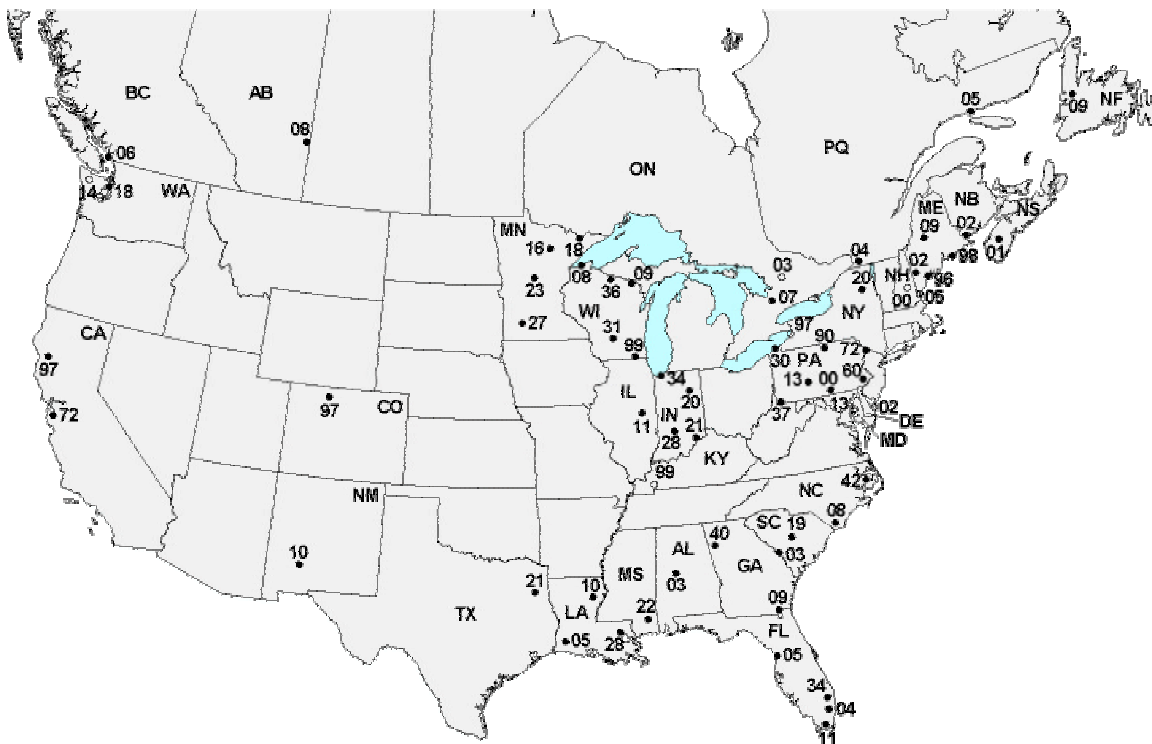 05
09 NF
BC AB
08
PQ
ON
06
14 18 WA
ME NB
NS
09 02
01
98
MN
16 18
08
23
27
09
36
WI
31
99
03
07
04
20
NH 02
96
00 05
NY
97
90
72
30 PA
13 00 60
13
37
02
DE
MD
CA
97
72
97 CO
IL
34
20
IN
11
28 21
KY
99
NC 42
08
SC 19
03
40
AL
03
GA
09
MS
22
NM
10
TX
21
10
LA
05 28
FL
05
34
04
11